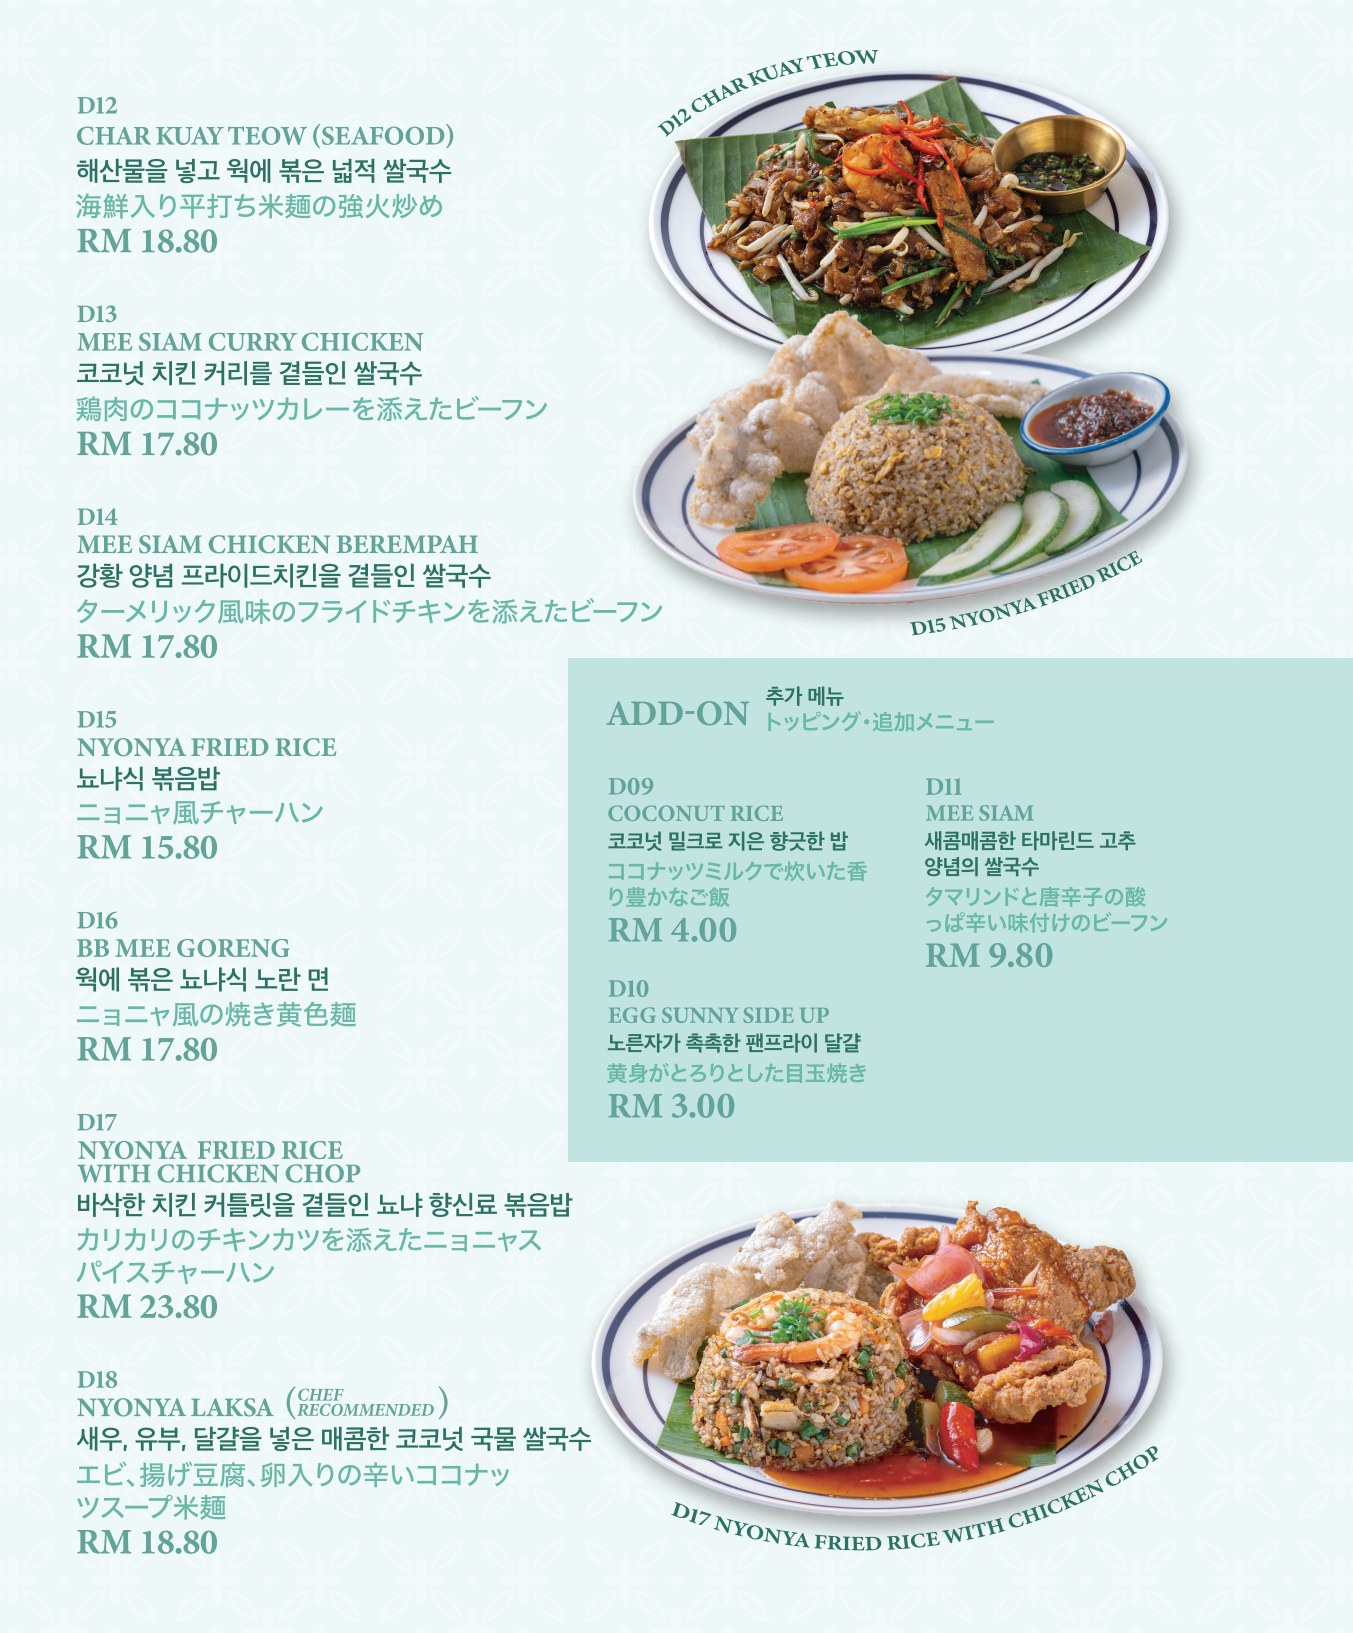 D12
CHAR KUAY TEOW (SEAFOOD)
해산물을 넣고 웍에 볶은 넓적 쌀국수
海鮮入り平打ち米麺の強火炒め
RM 18.80
D13
MEE SIAM CURRY CHICKEN
코코넛 치킨 커리를 곁들인 쌀국수
鶏肉のココナッツカレーを添えたビーフン
RM 17.80
D14
MEE SIAM CHICKEN BEREMPAH
강황 양념 프라이드치킨을 곁들인 쌀국수
ターメリック風味のフライドチキンを添えたビーフン
RM 17.80
D15
NYONYA FRIED RICE
뇨냐식 볶음밥
ニョニャ風チャーハン
RM 15.80
D16
BB MEE GORENG
웍에 볶은 뇨냐식 노란 면
ニョニャ風の焼き黄色麺
RM 17.80
D17
NYONYA FRIED RICE
WITH CHICKEN CHOP
바삭한 치킨 커틀릿을 곁들인 뇨냐 향신료 볶음밥
カリカリのチキンカツを添えたニョニャス
パイスチャーハン
RM 23.80
D18
NYONYA LAKSA (CHEF RECOMMENDED)
새우, 유부, 달걀을 넣은 매콤한 코코넛 국물 쌀국수
エビ、揚げ豆腐、卵入りの辛いココナッ
ツスープ米麺
RM 18.80
D12 CHAR KUAY TEOW
D15 NYONYA FRIED RICE
ADD-ON
추가 메뉴
トッピング・追加メニュー
D09
COCONUT RICE
코코넛 밀크로 지은 향긋한 밥
ココナッツミルクで炊いた香
り豊かなご飯
RM 4.00
D10
EGG SUNNY SIDE UP
노른자가 촉촉한 팬프라이 달걀
黄身がとろりとした目玉焼き
RM 3.00
D11
MEE SIAM
새콤매콤한 타마린드 고추
양념의 쌀국수
タマリンドと唐辛子の酸
っぱ辛い味付けのビーフン
RM 9.80
D17 NYONYA FRIED RICE WITH CHICKEN CHOP